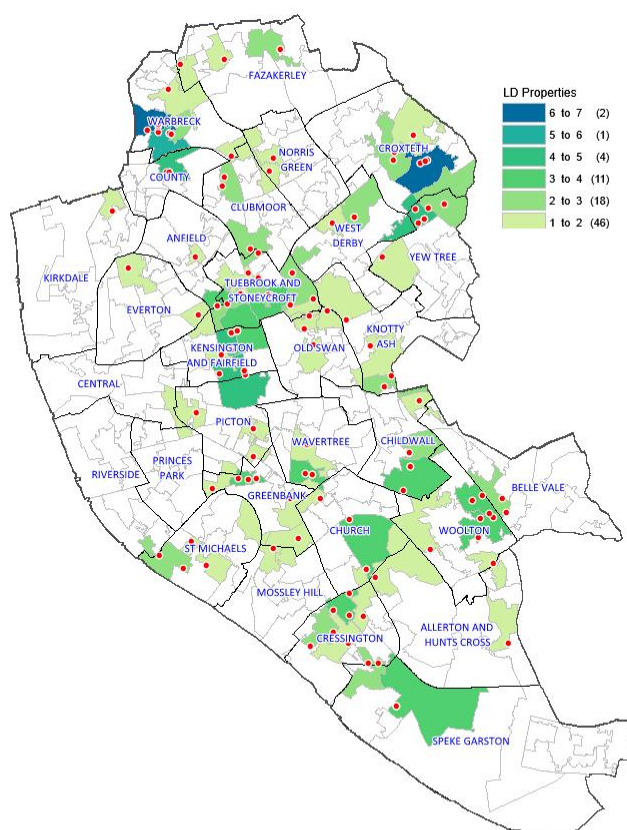 FAZAKERLEY
LD Properties
6 to 7 (2)
5 to 6 (1)
4 to 5 (4)
3 to 4 (11)
2 to 3 (18)
1 to 2 (46)
WARBRECK
CROXTETH
NORRIS
GREEN
COUNTY
CLUBMOOR
WEST
DERBY
ANFIELD
YEW TREE
KIRKDALE
TUEBROOK AND
STONEYCROFT
EVERTON
KNOTTY
ASH
KENSINGTON
AND FAIRFIELD
OLD SWAN
CENTRAL
PICTON
WAVERTREE
CHILDWALL
RIVERSIDE
PRINCES
PARK
BELLE VALE
GREENBANK
CHURCH
WOOLTON
ST MICHAELS
MOSSLEY HILL
ALLERTON AND
HUNTS CROSS
CRESSINGTON
SPEKE GARSTON